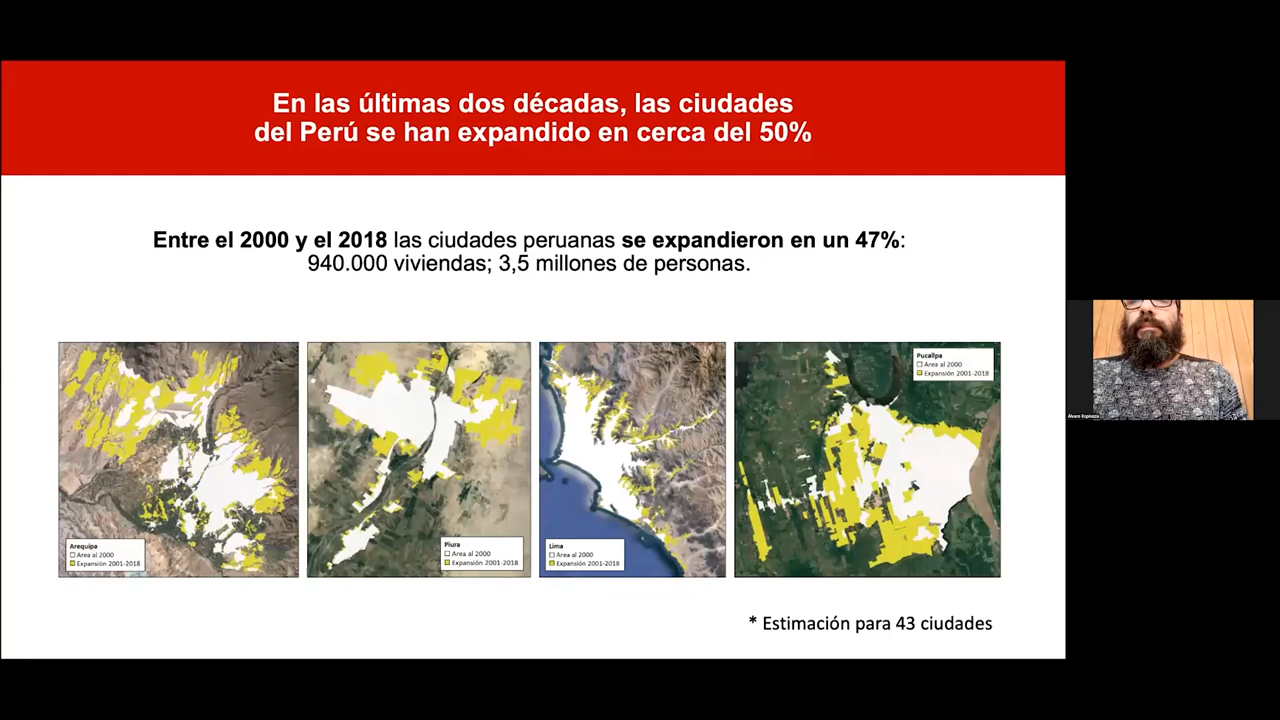 En las últimas dos décadas, las ciudades
del Perú se han expandido en cerca del 50%
Entre el 2000 y el 2018 las ciudades peruanas se expandieron en un 47%:
940.000 viviendas; 3,5 millones de personas.
Arequipa
Area al 2000
Expansión 2001-2018
Piura
Area al 2000
Expansión 2001-2018
Lima
Area al 2000
Expansión 2001-2018
Pucallpa
Area al 2000
Expansión 2001-2018
* Estimación para 43 ciudades
Alvaro Espinoza